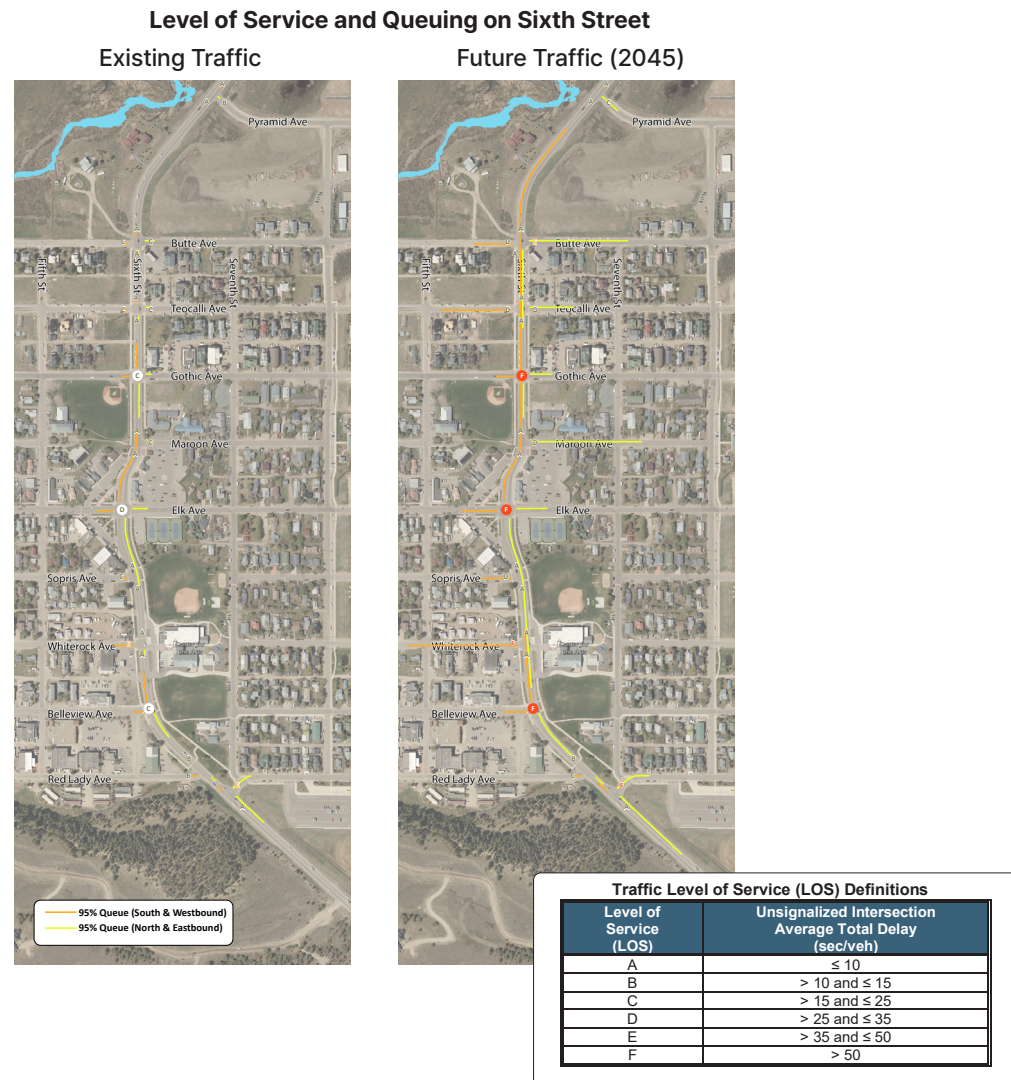 Level of Service and Queuing on Sixth Street
Existing Traffic
Future Traffic (2045)
A
B
Pyramid Ave
Butte Ave
Fifth St
Sixth St
Seventh St
Teocalli Ave
C
Gothic Ave
Maroon Ave
D
Elk Ave
Sopris Ave
Whiterock Ave
Belleview Ave
C
Red Lady Ave
95% Queue (South & Westbound)
95% Queue (North & Eastbound)
A
C
Pyramid Ave
Butte Ave
Fifth St
Seventh St
Teocalli Ave
F
Gothic Ave
Maroon Ave
F
Elk Ave
Sopris Ave
Whiterock Ave
Belleview Ave
F
Red Lady Ave
Traffic Level of Service (LOS) Definitions
Level of
Service
(LOS)
Unsignalized Intersection
Average Total Delay
(sec/veh)
A ≤ 10
B > 10 and ≤ 15
C > 15 and ≤ 25
D > 25 and ≤ 35
E > 35 and ≤ 50
F > 50